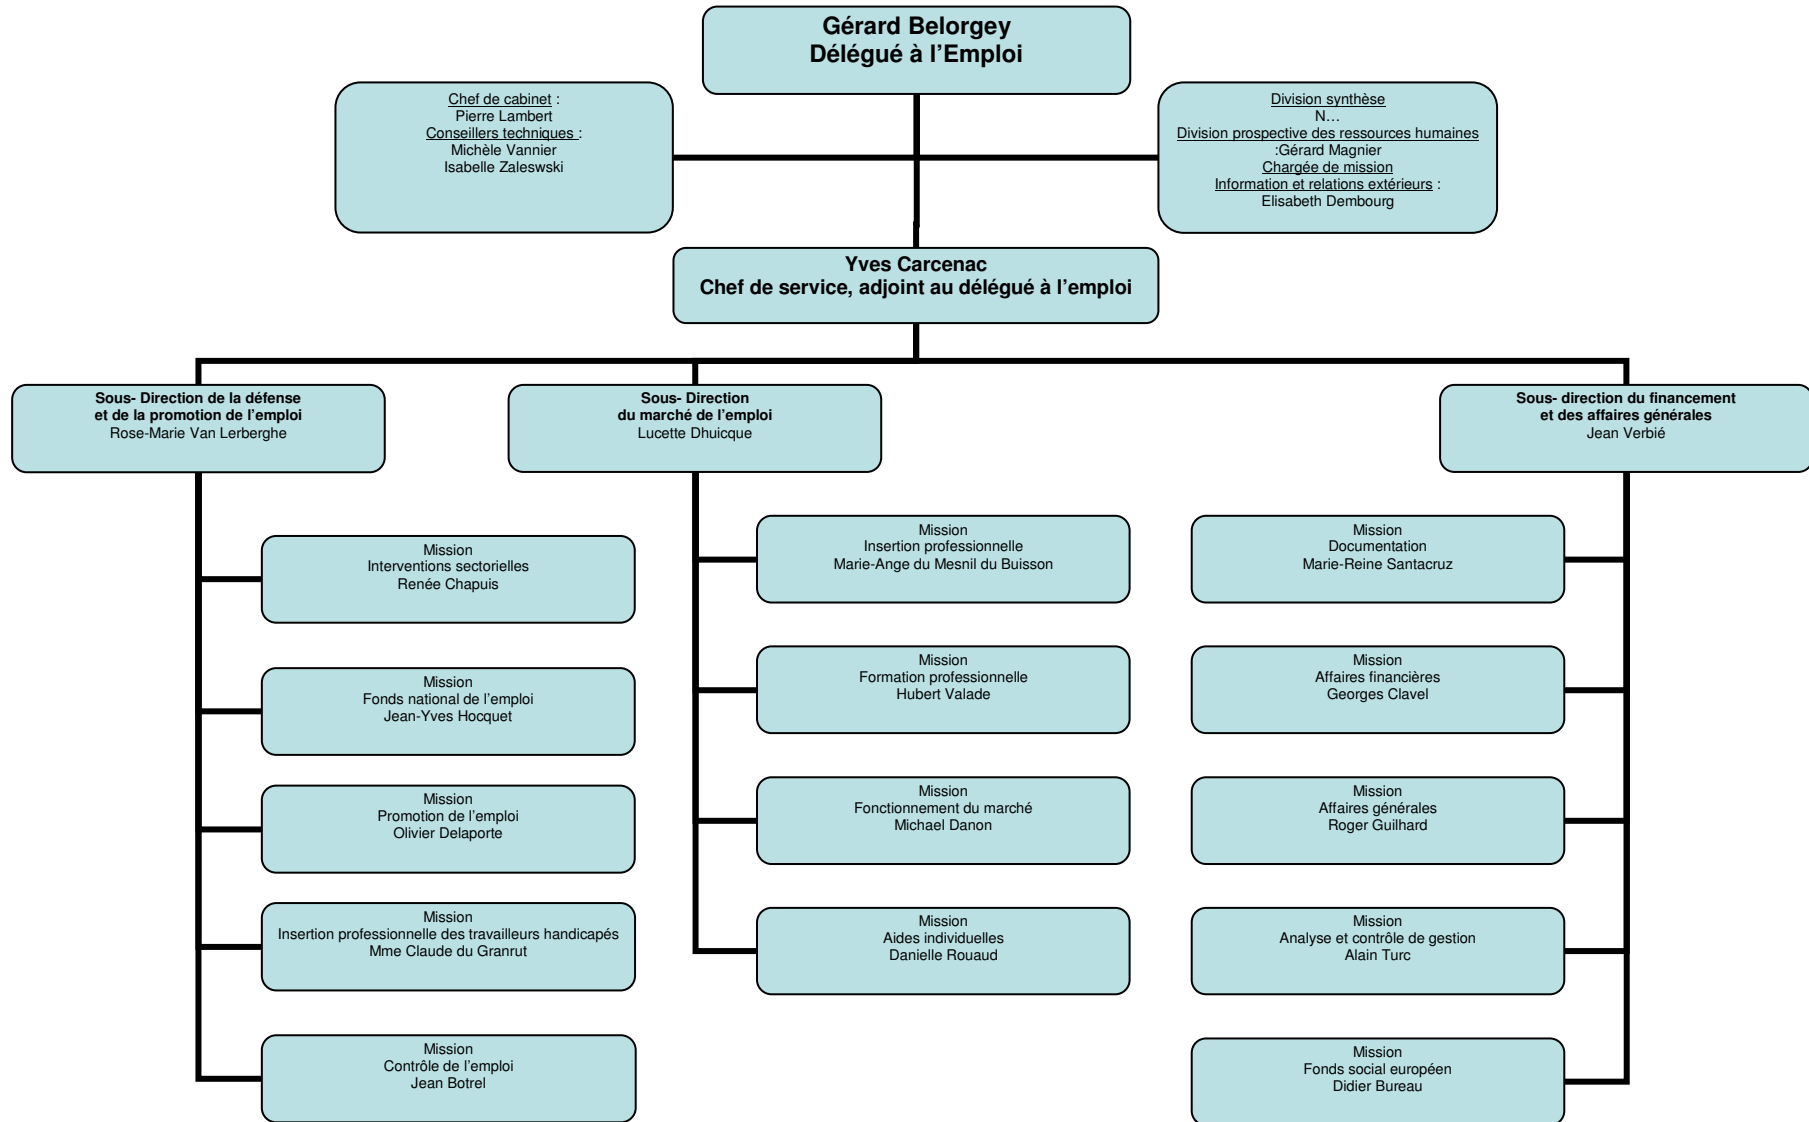 Gérard Belorgey
Délégué à l'Emploi
Chef de cabinet :
Pierre Lambert
Conseillers techniques :
Michèle Vannier
Isabelle Zaleswski
Division synthèse
N…
Division prospective des ressources humaines
:Gérard Magnier
Chargée de mission
Information et relations extérieurs :
Elisabeth Dembourg
Yves Carcenac
Chef de service, adjoint au délégué à l'emploi
Sous- Direction de la défense
et de la promotion de l'emploi
Rose-Marie Van Lerberghe
Sous- Direction
du marché de l'emploi
Lucette Dhuicque
Sous- direction du financement
et des affaires générales
Jean Verbié
Mission
Interventions sectorielles
Renée Chapuis
Mission
Fonds national de l'emploi
Jean-Yves Hocquet
Mission
Promotion de l'emploi
Olivier Delaporte
Mission
Insertion professionnelle des travailleurs handicapés
Mme Claude du Granrut
Mission
Contrôle de l'emploi
Jean Botrel
Mission
Insertion professionnelle
Marie-Ange du Mesnil du Buisson
Mission
Formation professionnelle
Hubert Valade
Mission
Fonctionnement du marché
Michael Danon
Mission
Aides individuelles
Danielle Rouaud
Mission
Documentation
Marie-Reine Santacruz
Mission
Affaires financières
Georges Clavel
Mission
Affaires générales
Roger Guilhard
Mission
Analyse et contrôle de gestion
Alain Turc
Mission
Fonds social européen
Didier Bureau